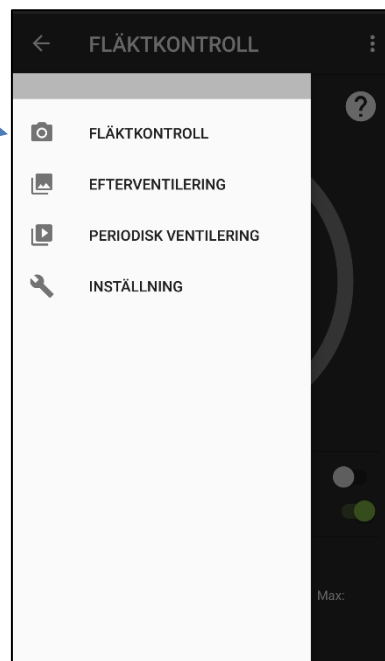 FLÄKTKONTROLL
?
FLÄKTKONTROLL
EFTERVENTILERING
PERIODISK VENTILERING
INSTÄLLNING
Max: